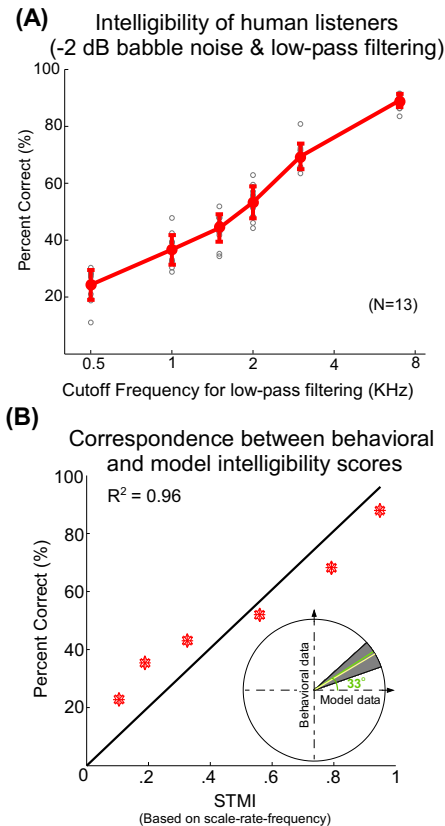 (A)
Intelligibility of human listeners
(-2 dB babble noise & low-pass filtering)
100
80
60
40
20
Percent Correct (%)
(N=13)
0.5 1 2 4 8
Cutoff Frequency for low-pass filtering (KHz)
(B)
Correspondence between behavioral
and model intelligibility scores
100
80
60
40
20
Percent Correct (%)
R² = 0.96
Behavioral data
33°
Model data
0 .2 .4 .6 .8 1
STMI
(Based on scale-rate-frequency)